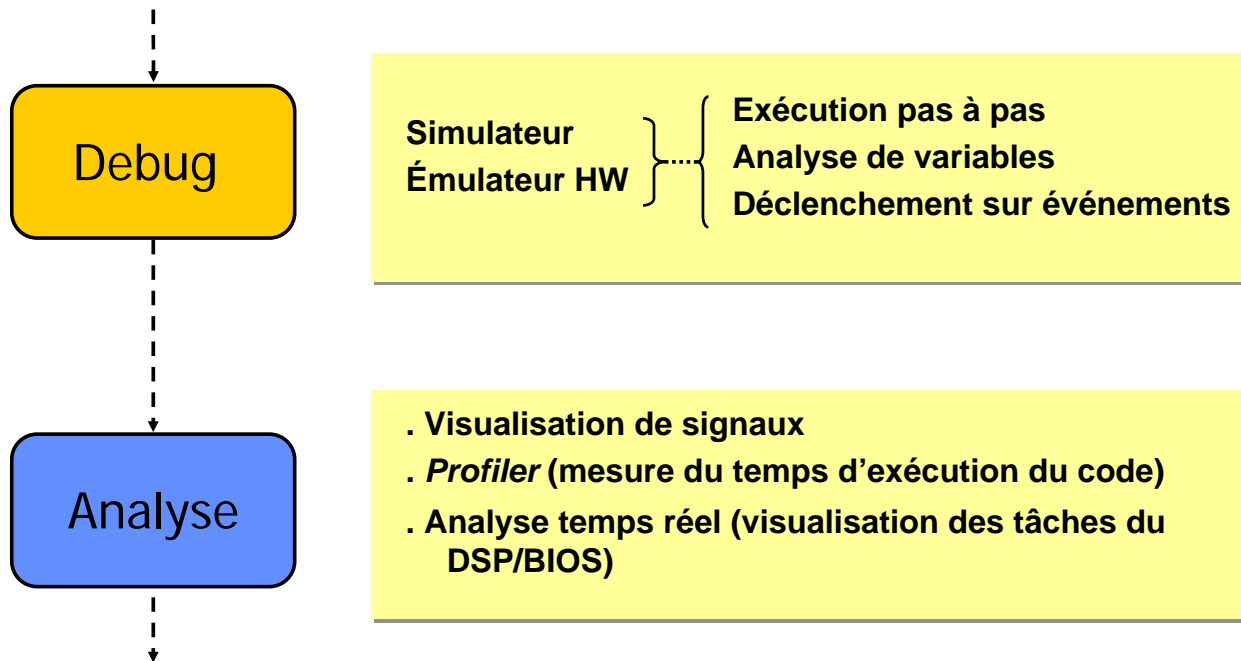 Debug
Simulateur
Émulateur HW
Exécution pas à pas
Analyse de variables
Déclenchement sur événements
Analyse
. Visualisation de signaux
. Profiler (mesure du temps d’exécution du code)
. Analyse temps réel (visualisation des tâches du
DSP/BIOS)